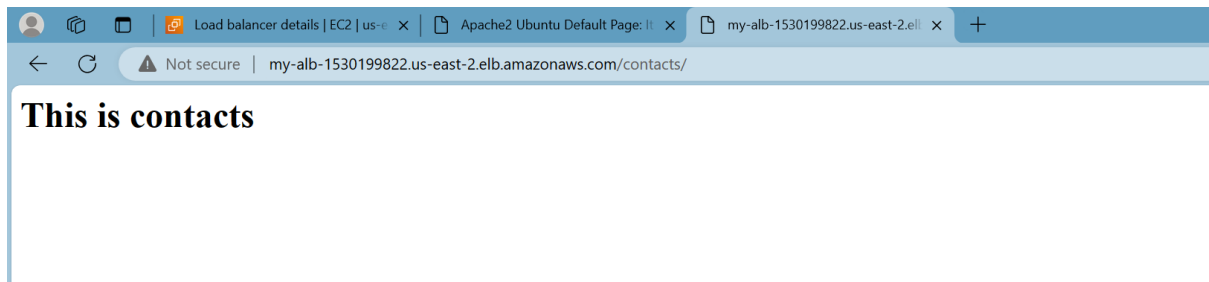 Load balancer details | EC2 | us-e
Apache2 Ubuntu Default Page: It
my-alb-1530199822.us-east-2.el
Not secure
my-alb-1530199822.us-east-2.elb.amazonaws.com/contacts/
This is contacts